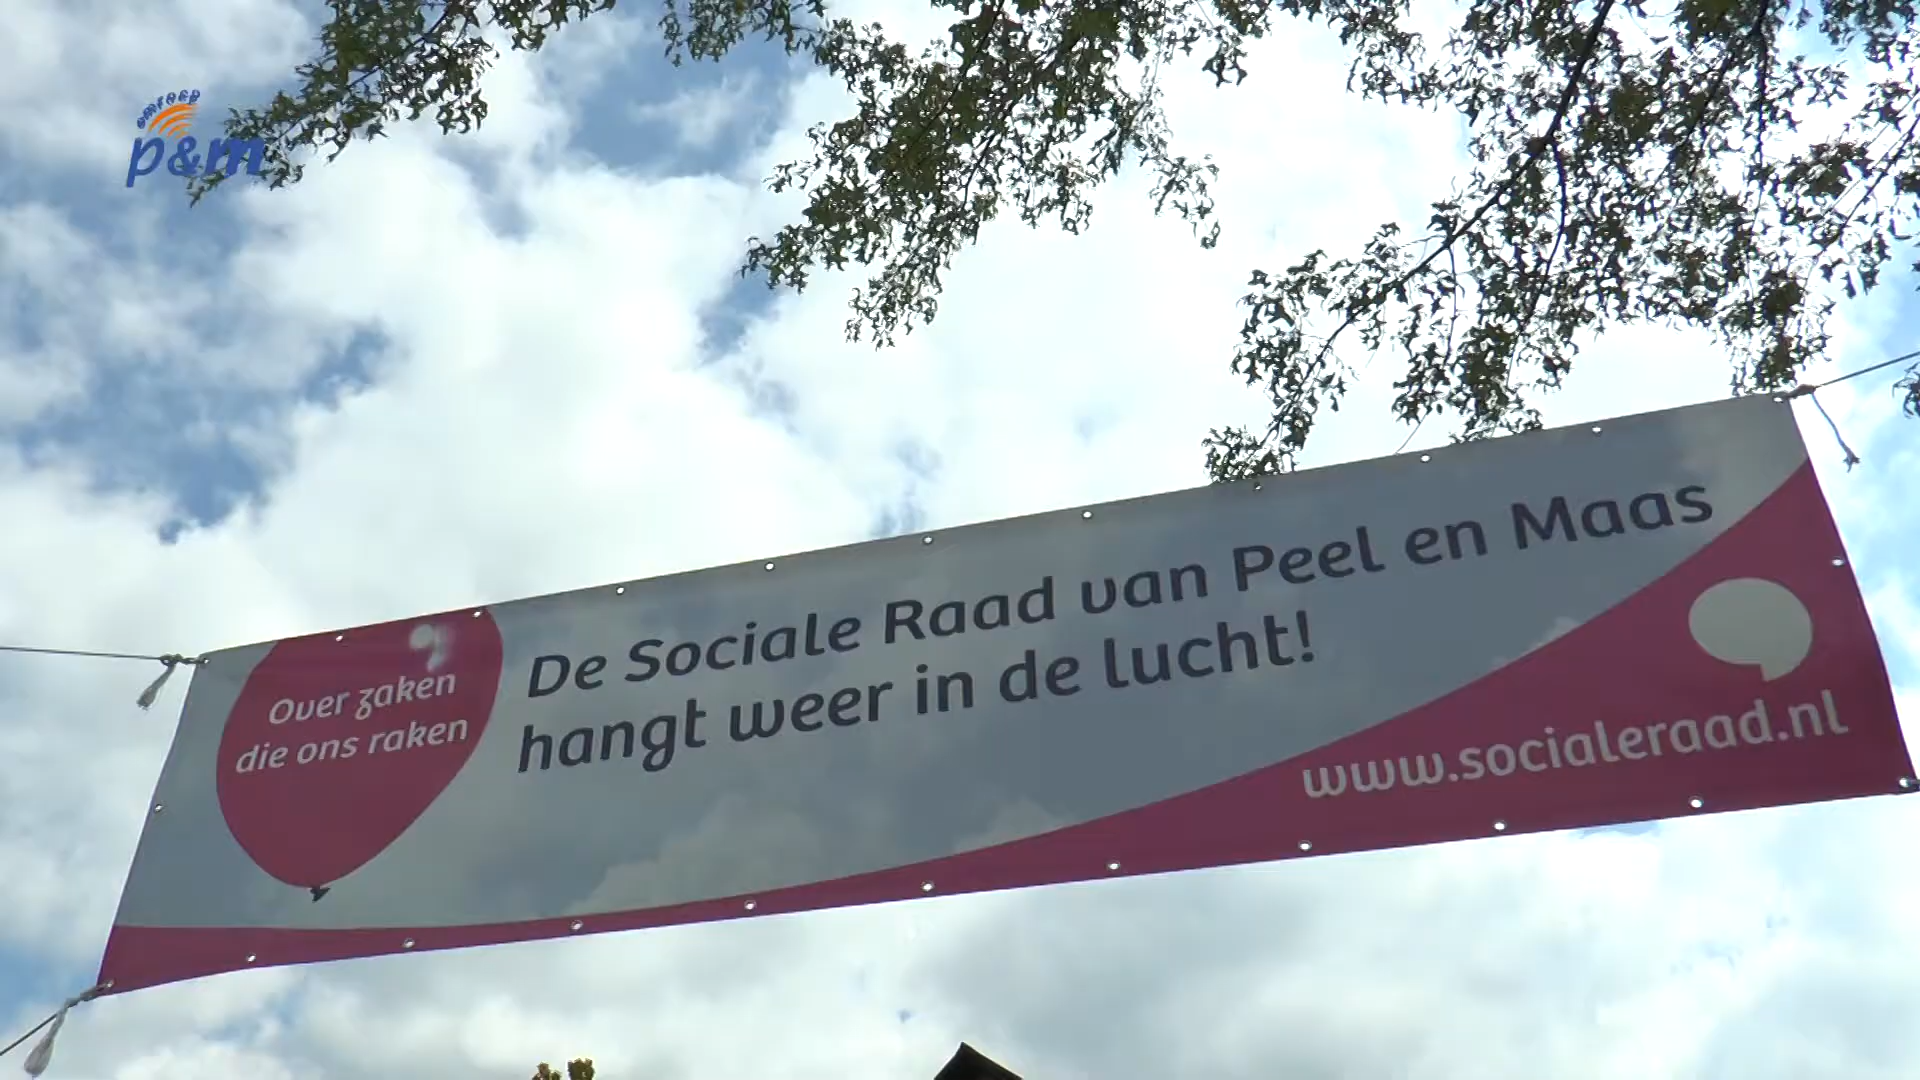 omroep
p&m
De Sociale Raad van Peel en Maas
hangt weer in de lucht!
Over zaken
die ons raken
www.socialeraad.nl